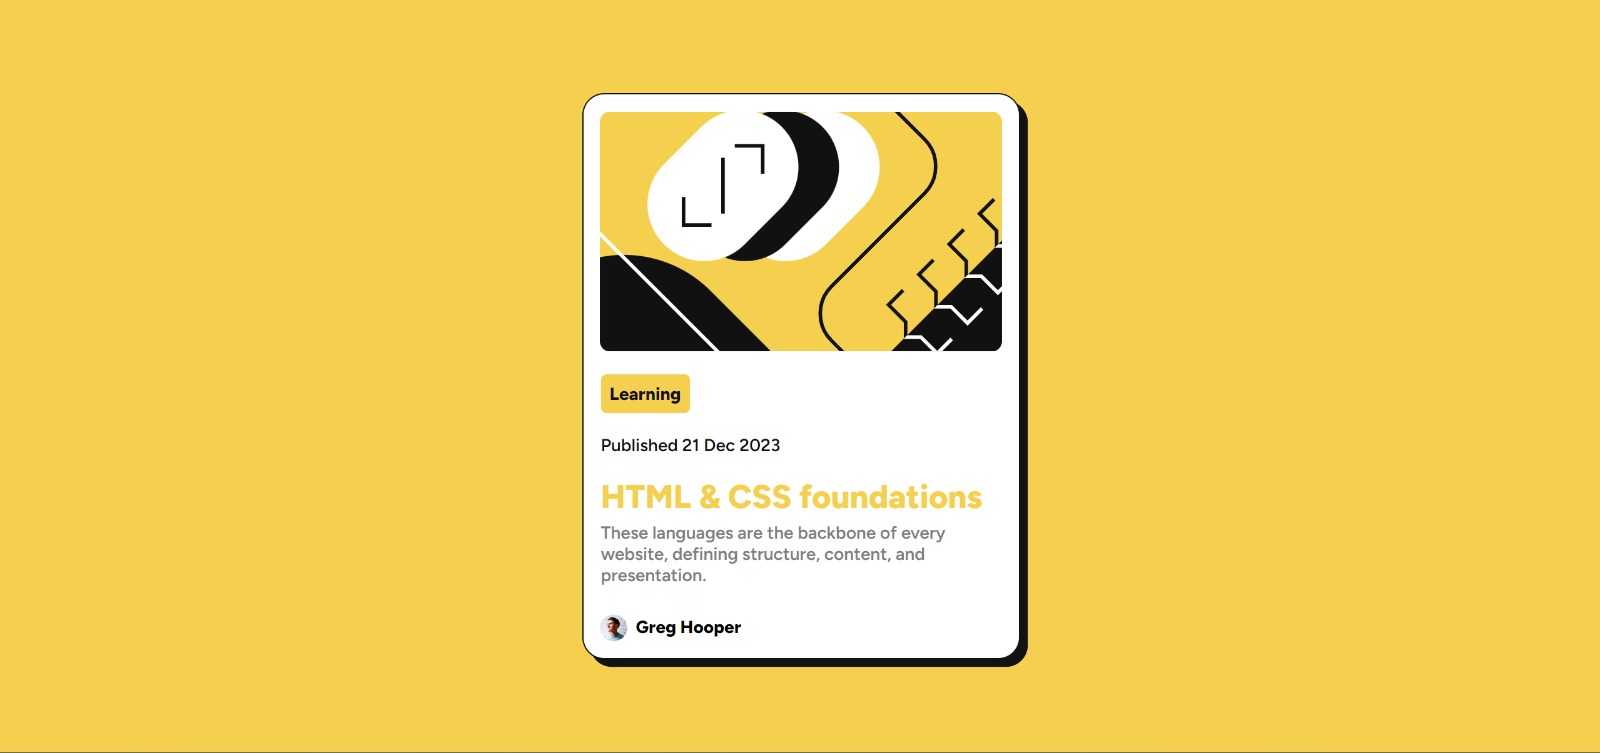 Learning
Published 21 Dec 2023
HTML & CSS foundations
These languages are the backbone of every
website, defining structure, content, and
presentation.
Greg Hooper